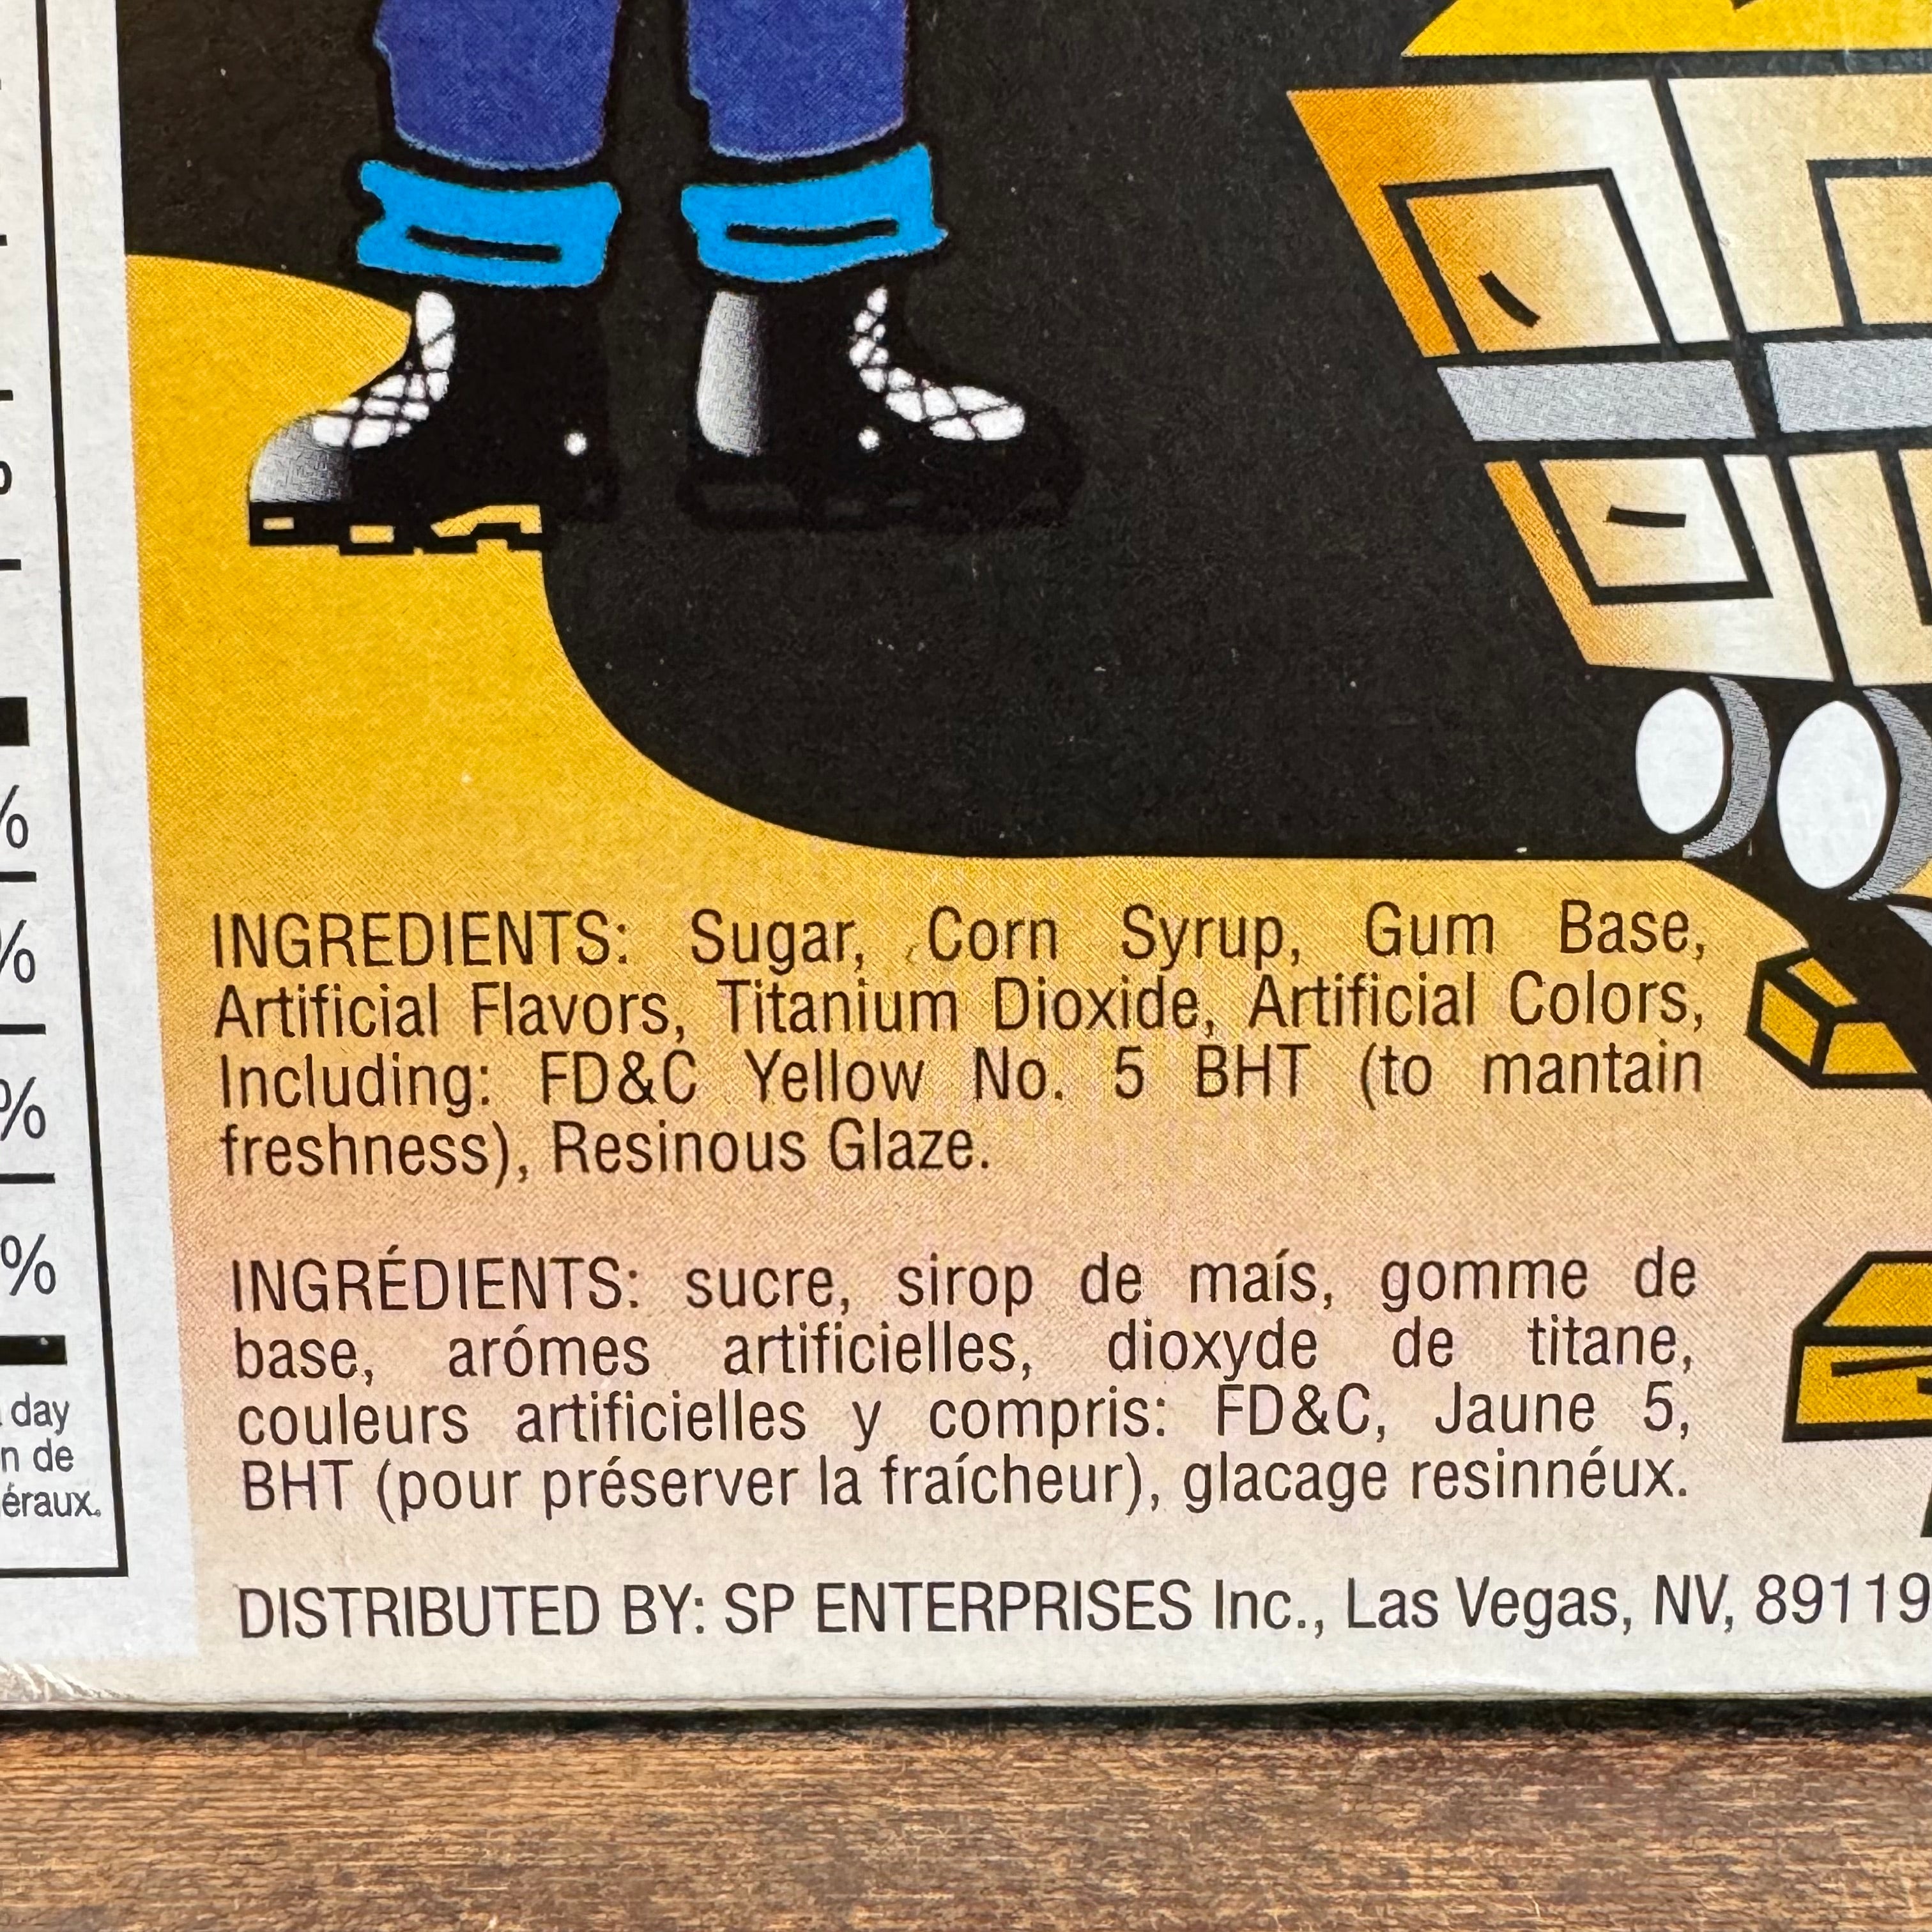 %
%
%
%
day
n de
éraux.
INGREDIENTS: Sugar, Corn Syrup, Gum Base,
Artificial Flavors, Titanium Dioxide, Artificial Colors,
Including: FD&C Yellow No. 5 BHT (to mantain
freshness), Resinous Glaze.
INGRÉDIENTS: sucre, sirop de maís, gomme de
base, arómes artificielles, dioxyde de titane,
couleurs artificielles y compris: FD&C, Jaune 5,
BHT (pour préserver la fraícheur), glacage resinnéux.
DISTRIBUTED BY: SP ENTERPRISES Inc., Las Vegas, NV, 89119